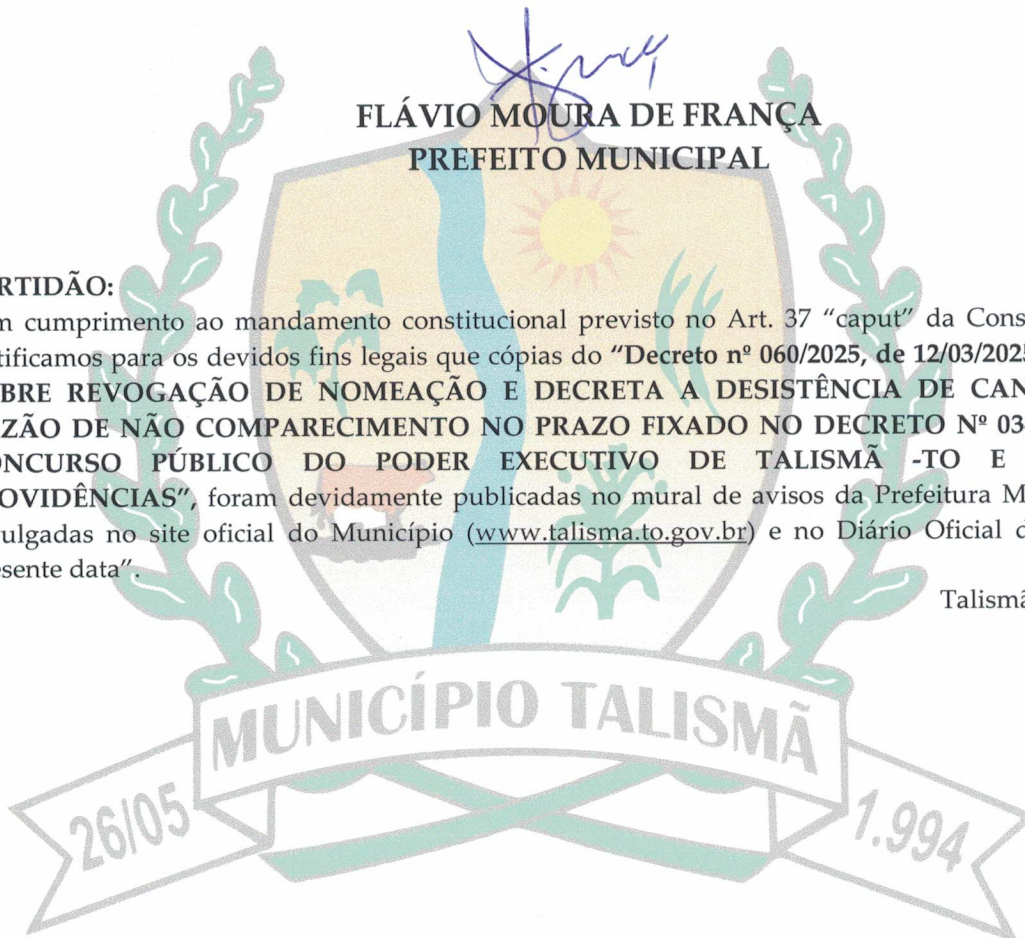 FLÁVIO MOURA DE FRANÇA
PREFEITO MUNICIPAL
RTIDÃO:
m cumprimento ao mandamento constitucional previsto no Art. 37 “caput” da Cons
tificamos para os devidos fins legais que cópias do “Decreto nº 060/2025, de 12/03/2025
BRE REVOGAÇÃO DE NOMEAÇÃO E DECRETA A DESISTÊNCIA DE CAN
ZÃO DE NÃO COMPARECIMENTO NO PRAZO FIXADO NO DECRETO Nº 03
ONCURSO PÚBLICO DO PODER EXECUTIVO DE TALISMÃ -TO E
OVIDÊNCIAS”, foram devidamente publicadas no mural de avisos da Prefeitura M
vulgadas no site oficial do Município (www.talisma.to.gov.br) e no Diário Oficial d
esente data”.
Talismã
MUNICÍPIO TALISMÃ
26/05
1.994